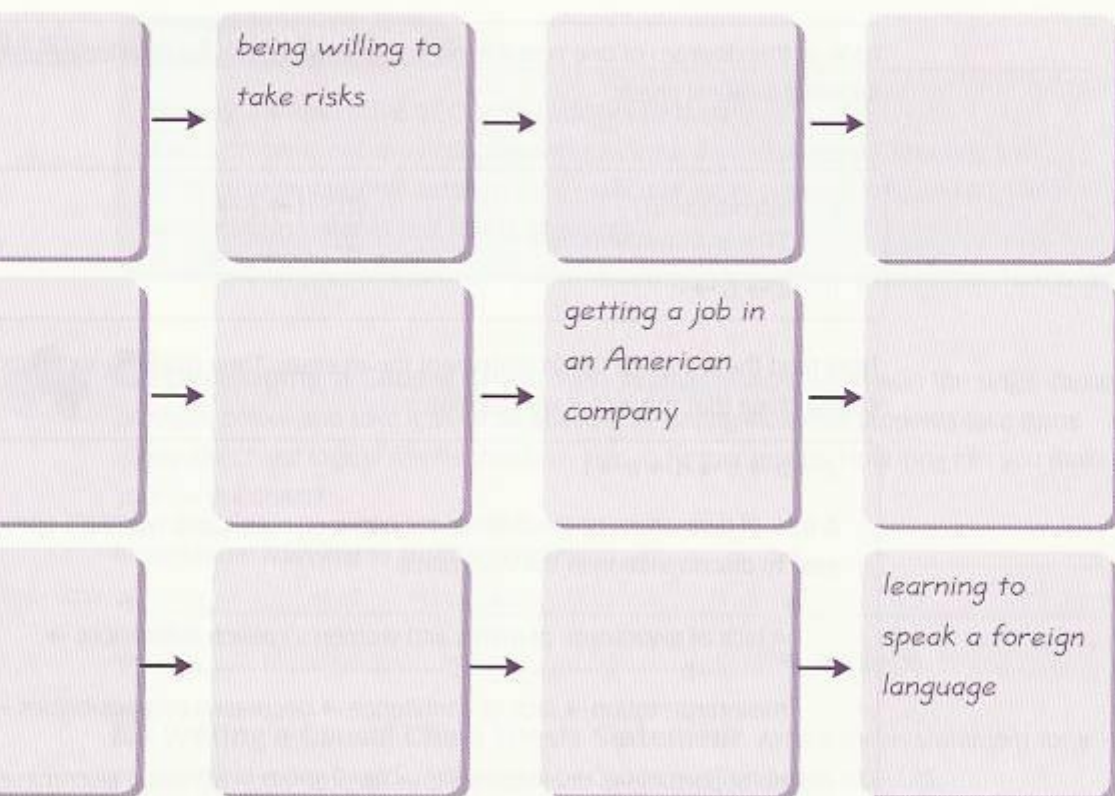 being willing to
take risks
getting a job in
an American
company
learning to
speak a foreign
language